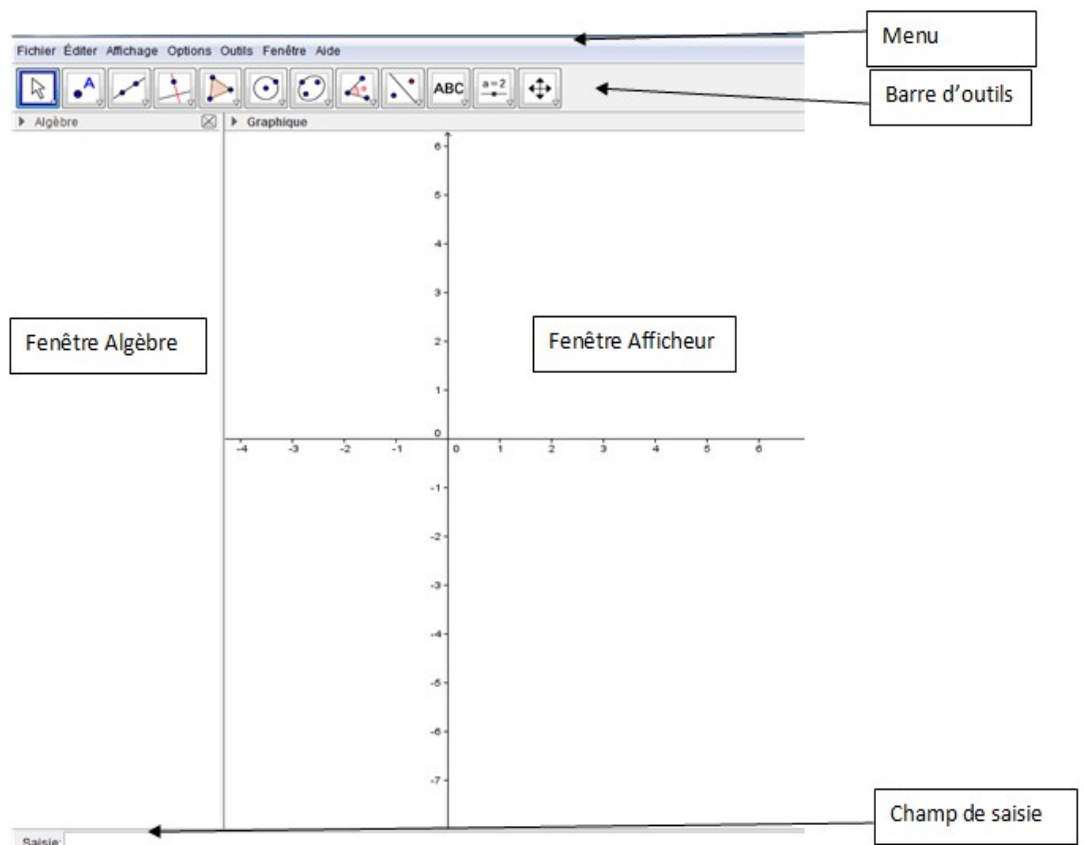 Menu
Fichier Éditer Affichage Options Outils Fenêtre Aide
Barre d'outils
A
ABC
a=2
Algèbre
Graphique
6
5
4
3
Fenêtre Algèbre
2
Fenêtre Afficheur
1
0
-4 -3 -2 -1 0 1 2 3 4 5 6
-1
-2
-3
-4
-5
-6
-7
Champ de saisie
Saisie: